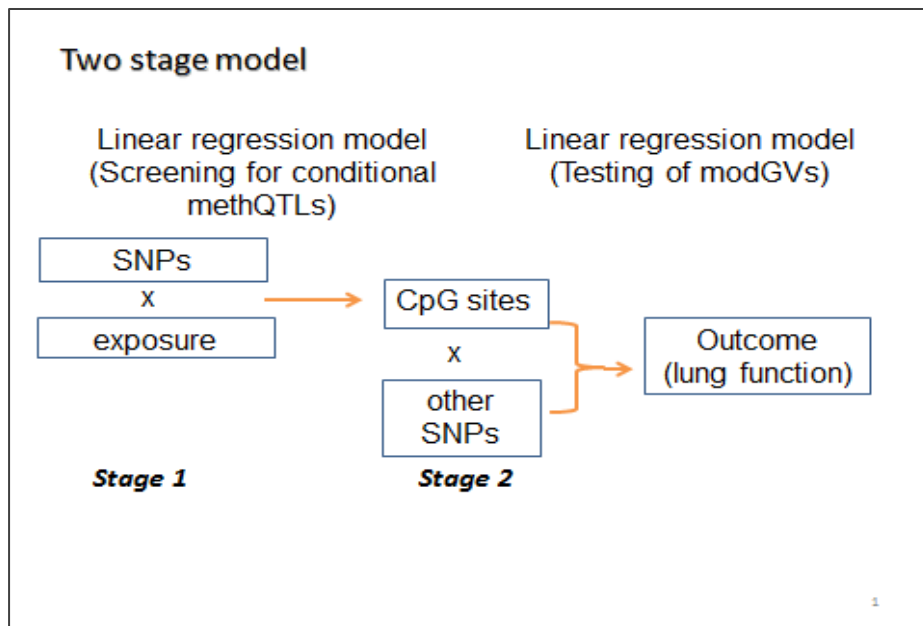 Two stage model
Linear regression model
(Screening for conditional
methQTLs)
Linear regression model
(Testing of modGVs)
SNPs
x
exposure
CpG sites
x
other
SNPs
Outcome
(lung function)
Stage 1
Stage 2
1